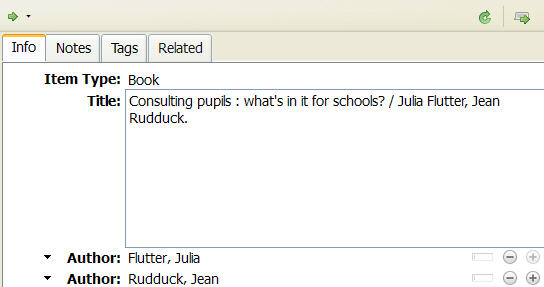 Info Notes Tags Related
Item Type: Book
Title: Consulting pupils : what's in it for schools? / Julia Flutter, Jean
Rudduck.
Author: Flutter, Julia
Author: Rudduck, Jean